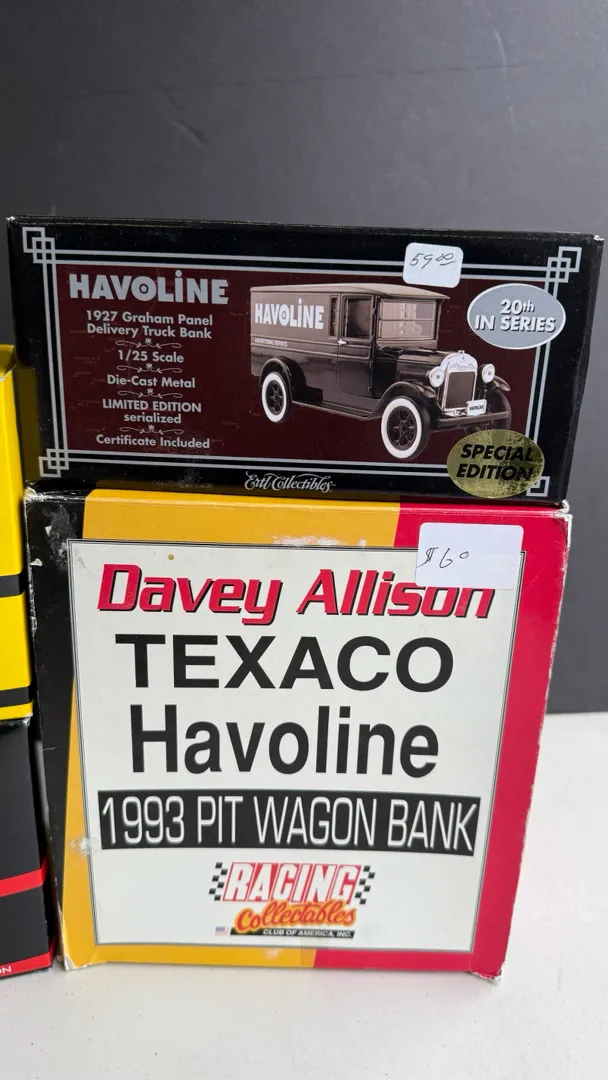 59.00
HAVOLINE
1927 Graham Panel
Delivery Truck Bank
1/25 Scale
Die-Cast Metal
LIMITED EDITION
serialized
Certificate Included
HAVOLINE
20th
IN SERIES
SPECIAL
EDITION
Ertl Collectibles
$60
Davey Allison
TEXACO
Havoline
1993 PIT WAGON BANK
RACING
Collectables
CLUB OF AMERICA, INC.
ON